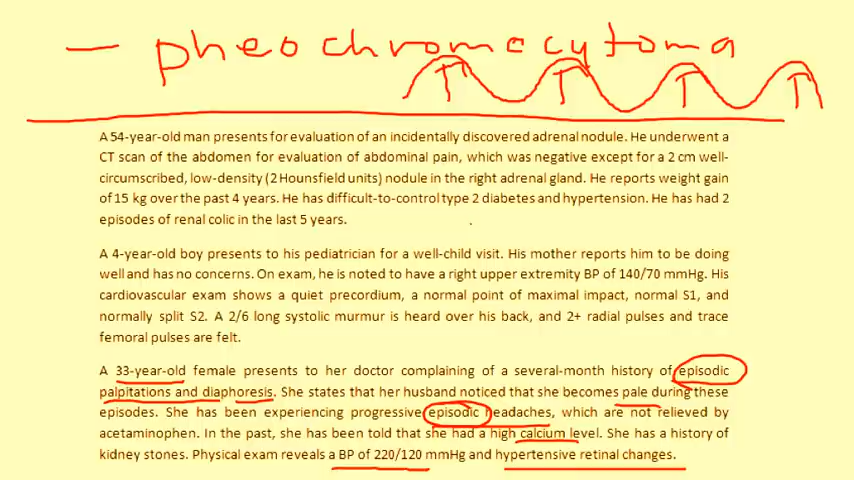 — pheochromocytoma
A 54-year-old man presents for evaluation of an incidentally discovered adrenal nodule. He underwent a
CT scan of the abdomen for evaluation of abdominal pain, which was negative except for a 2 cm well-
circumscribed, low-density (2 Hounsfield units) nodule in the right adrenal gland. He reports weight gain
of 15 kg over the past 4 years. He has difficult-to-control type 2 diabetes and hypertension. He has had 2
episodes of renal colic in the last 5 years.
A 4-year-old boy presents to his pediatrician for a well-child visit. His mother reports him to be doing
well and has no concerns. On exam, he is noted to have a right upper extremity BP of 140/70 mmHg. His
cardiovascular exam shows a quiet precordium, a normal point of maximal impact, normal S1, and
normally split S2. A 2/6 long systolic murmur is heard over his back, and 2+ radial pulses and trace
femoral pulses are felt.
A 33-year-old female presents to her doctor complaining of a several-month history of episodic
palpitations and diaphoresis. She states that her husband noticed that she becomes pale during these
episodes. She has been experiencing progressive episodic headaches, which are not relieved by
acetaminophen. In the past, she has been told that she had a high calcium level. She has a history of
kidney stones. Physical exam reveals a BP of 220/120 mmHg and hypertensive retinal changes.